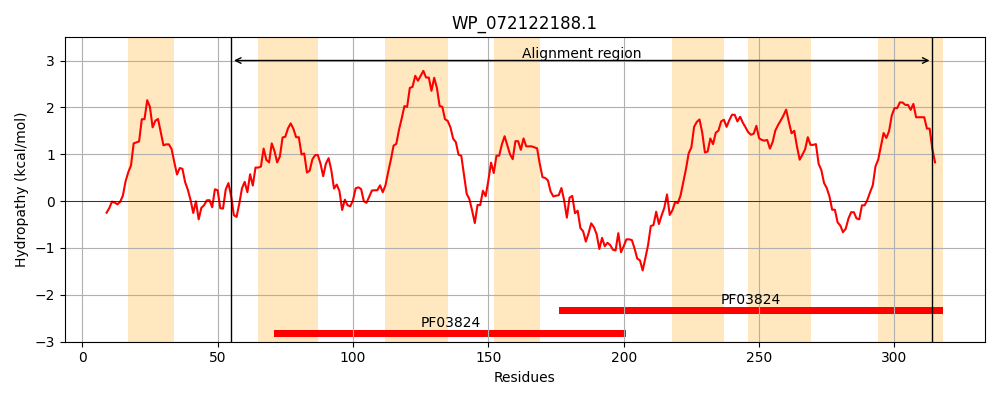 WP_072122188.1
Alignment region
3
2
1
0
−1
−2
−3
Hydropathy (kcal/mol)
PF03824
PF03824
0 50 100 150 200 250 300
Residues